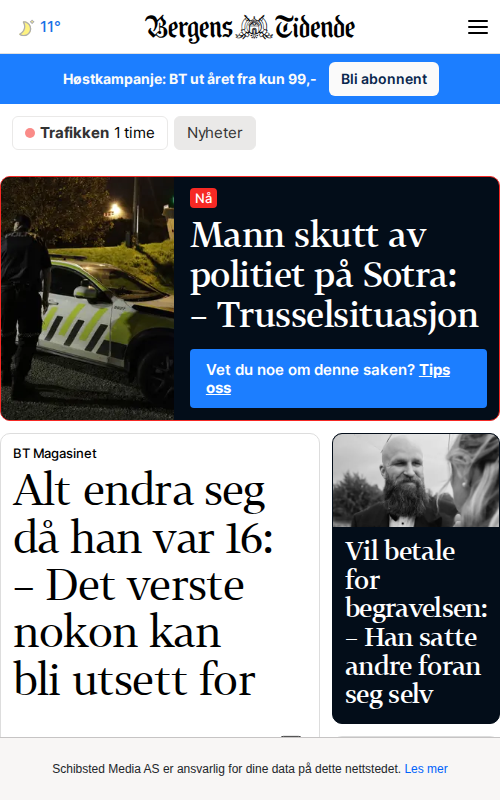 11°
Bergens Tidende
Høstkampanje: BT ut året fra kun 99,-
Bli abonnent
Trafikken 1 time
Nyheter
Nå
Mann skutt av
politiet på Sotra:
– Trusselsituasjon
Vet du noe om denne saken? Tips
oss
BT Magasinet
Alt endra seg
då han var 16:
– Det verste
nokon kan
bli utsett for
Vil betale
for
begravelsen:
– Han satte
andre foran
seg selv
Schibsted Media AS er ansvarlig for dine data på dette nettstedet. Les mer